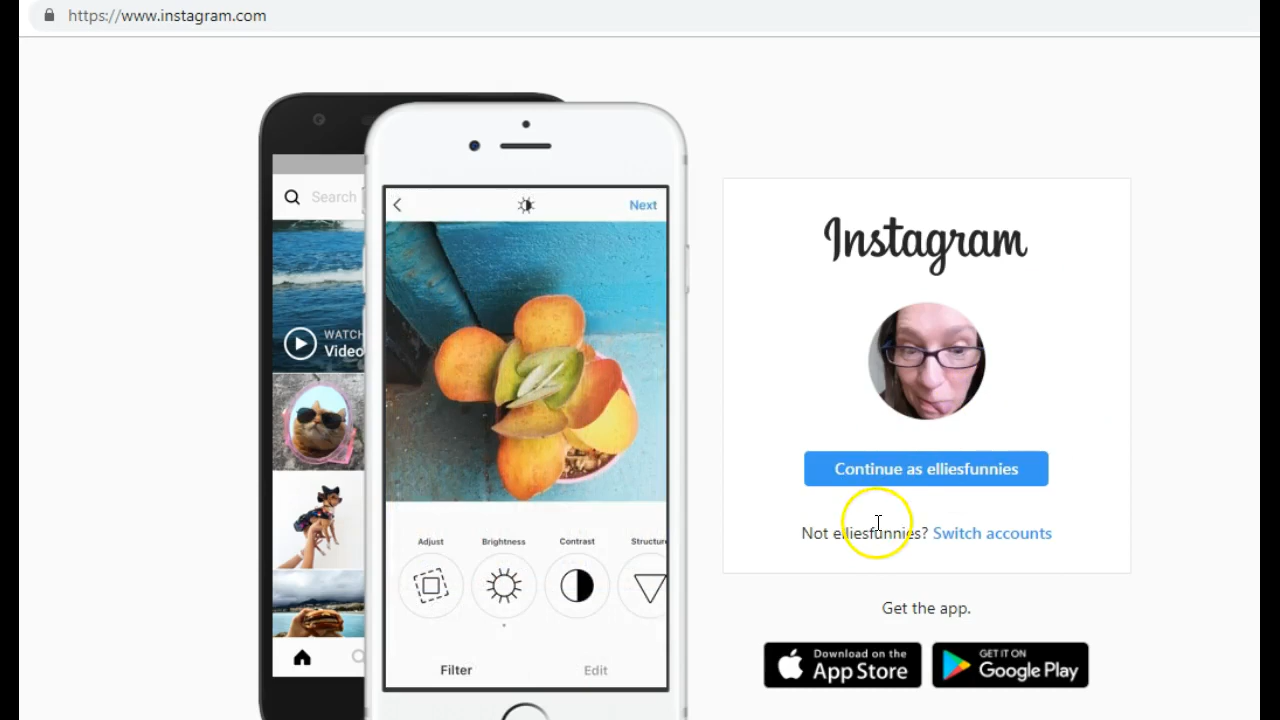 https://www.instagram.com
Search
WATCH
Video
Next
Adjust
Brightness
Contrast
Structure
Filter
Edit
Instagram
Continue as elliesfunnies
Not elliesfunnies? Switch accounts
Get the app.
Download on the
App Store
GET IT ON
Google Play